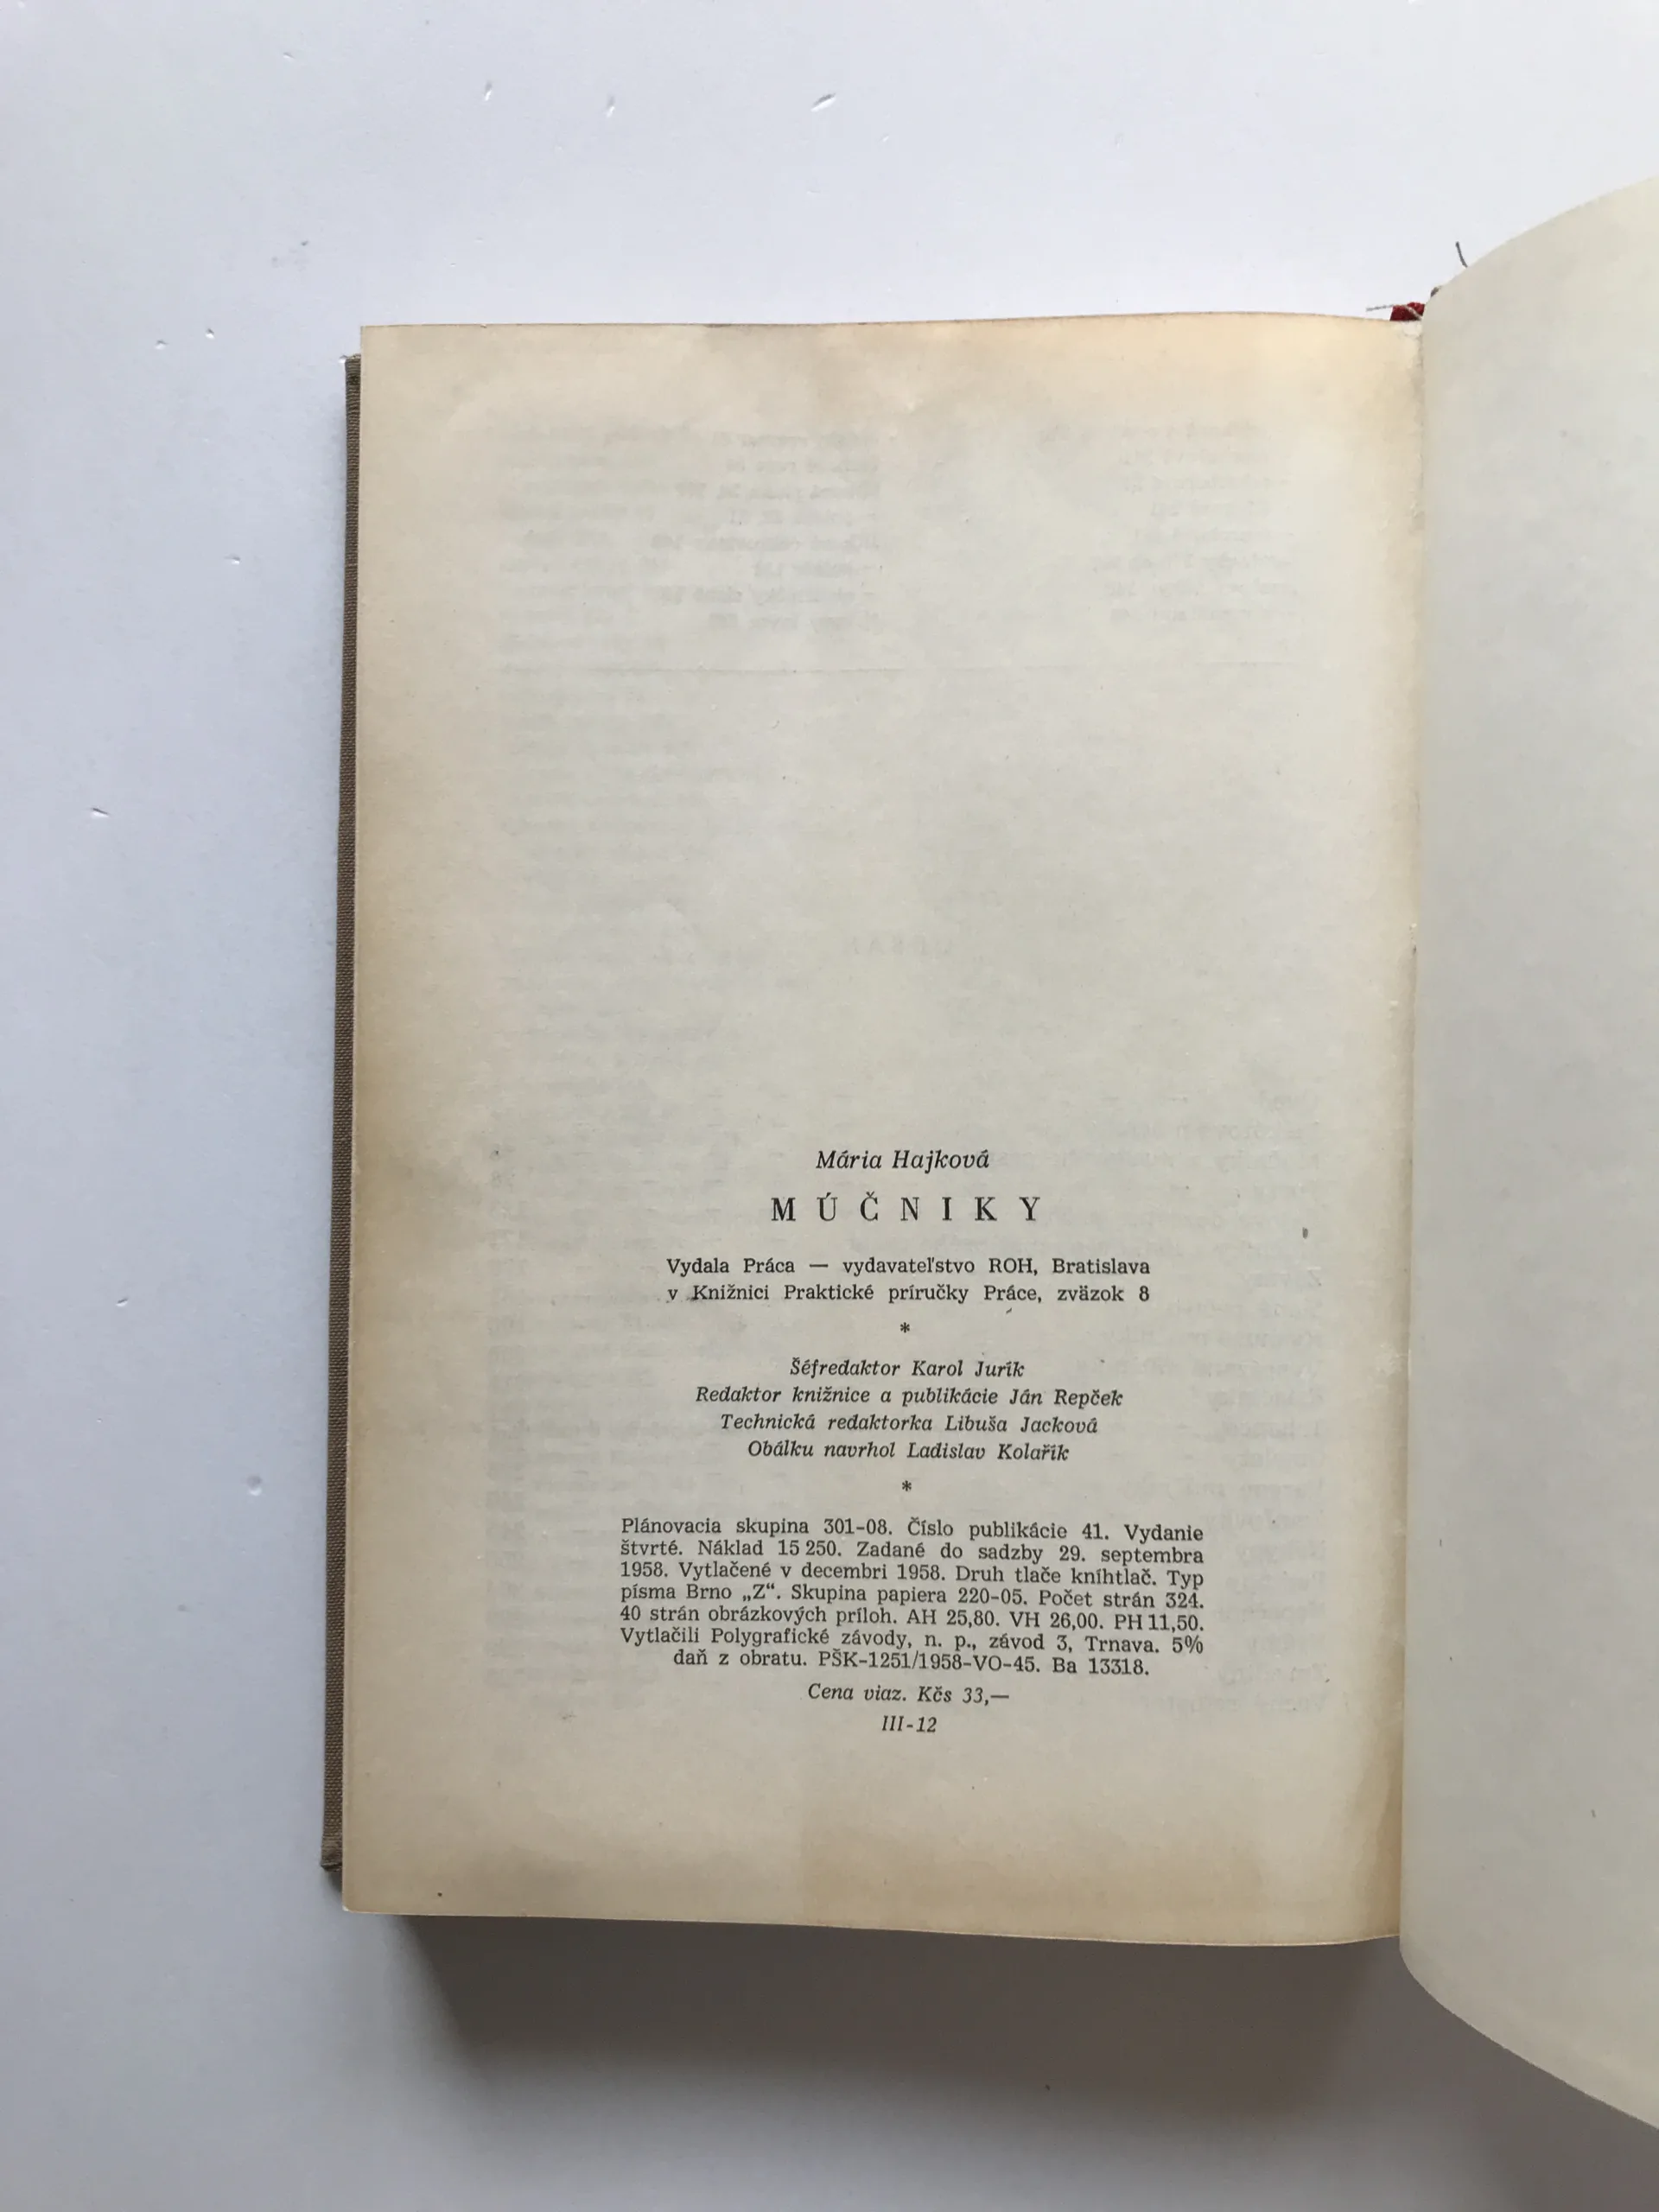 Mária Hajková
MÚČNIKY
Vydala Práca — vydavateľstvo ROH, Bratislava
v Knižnici Praktické príručky Práce, zväzok 8
*
Šéfredaktor Karol Jurík
Redaktor knižnice a publikácie Ján Repček
Technická redaktorka Libuša Jacková
Obálku navrhol Ladislav Kolařík
*
Plánovacia skupina 301-08. Číslo publikácie 41. Vydanie
štvrté. Náklad 15 250. Zadané do sadzby 29. septembra
1958. Vytlačené v decembri 1958. Druh tlače kníhtlač. Typ
písma Brno „Z“. Skupina papiera 220-05. Počet strán 324.
40 strán obrázkových príloh. AH 25,80. VH 26,00. PH 11,50.
Vytlačili Polygrafické závody, n. p., závod 3, Trnava. 5%
daň z obratu. PŠK-1251/1958-VO-45. Ba 13318.
Cena viaz. Kčs 33,—
III-12